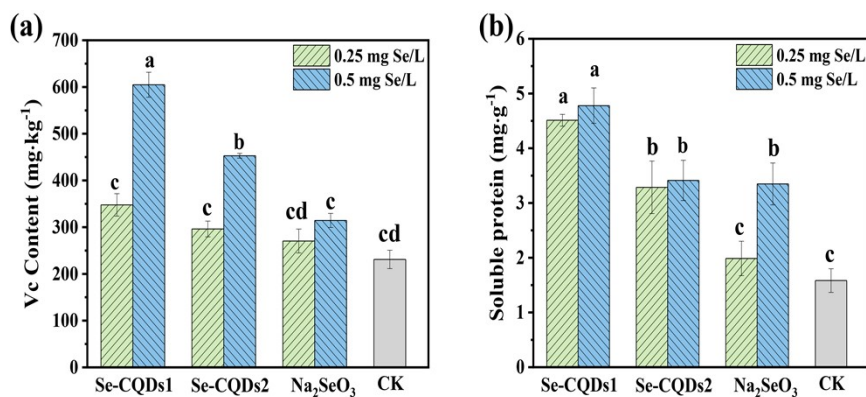 (a)
Vc Content (mg·kg⁻¹)
700
600
500
400
300
200
100
0
0.25 mg Se/L
0.5 mg Se/L
c
a
c
b
cd
c
cd
Se-CQDs1
Se-CQDs2
Na₂SeO₃
CK
(b)
Soluble protein (mg·g⁻¹)
6
5
4
3
2
1
0
0.25 mg Se/L
0.5 mg Se/L
a
a
b
b
c
b
c
Se-CQDs1
Se-CQDs2
Na₂SeO₃
CK